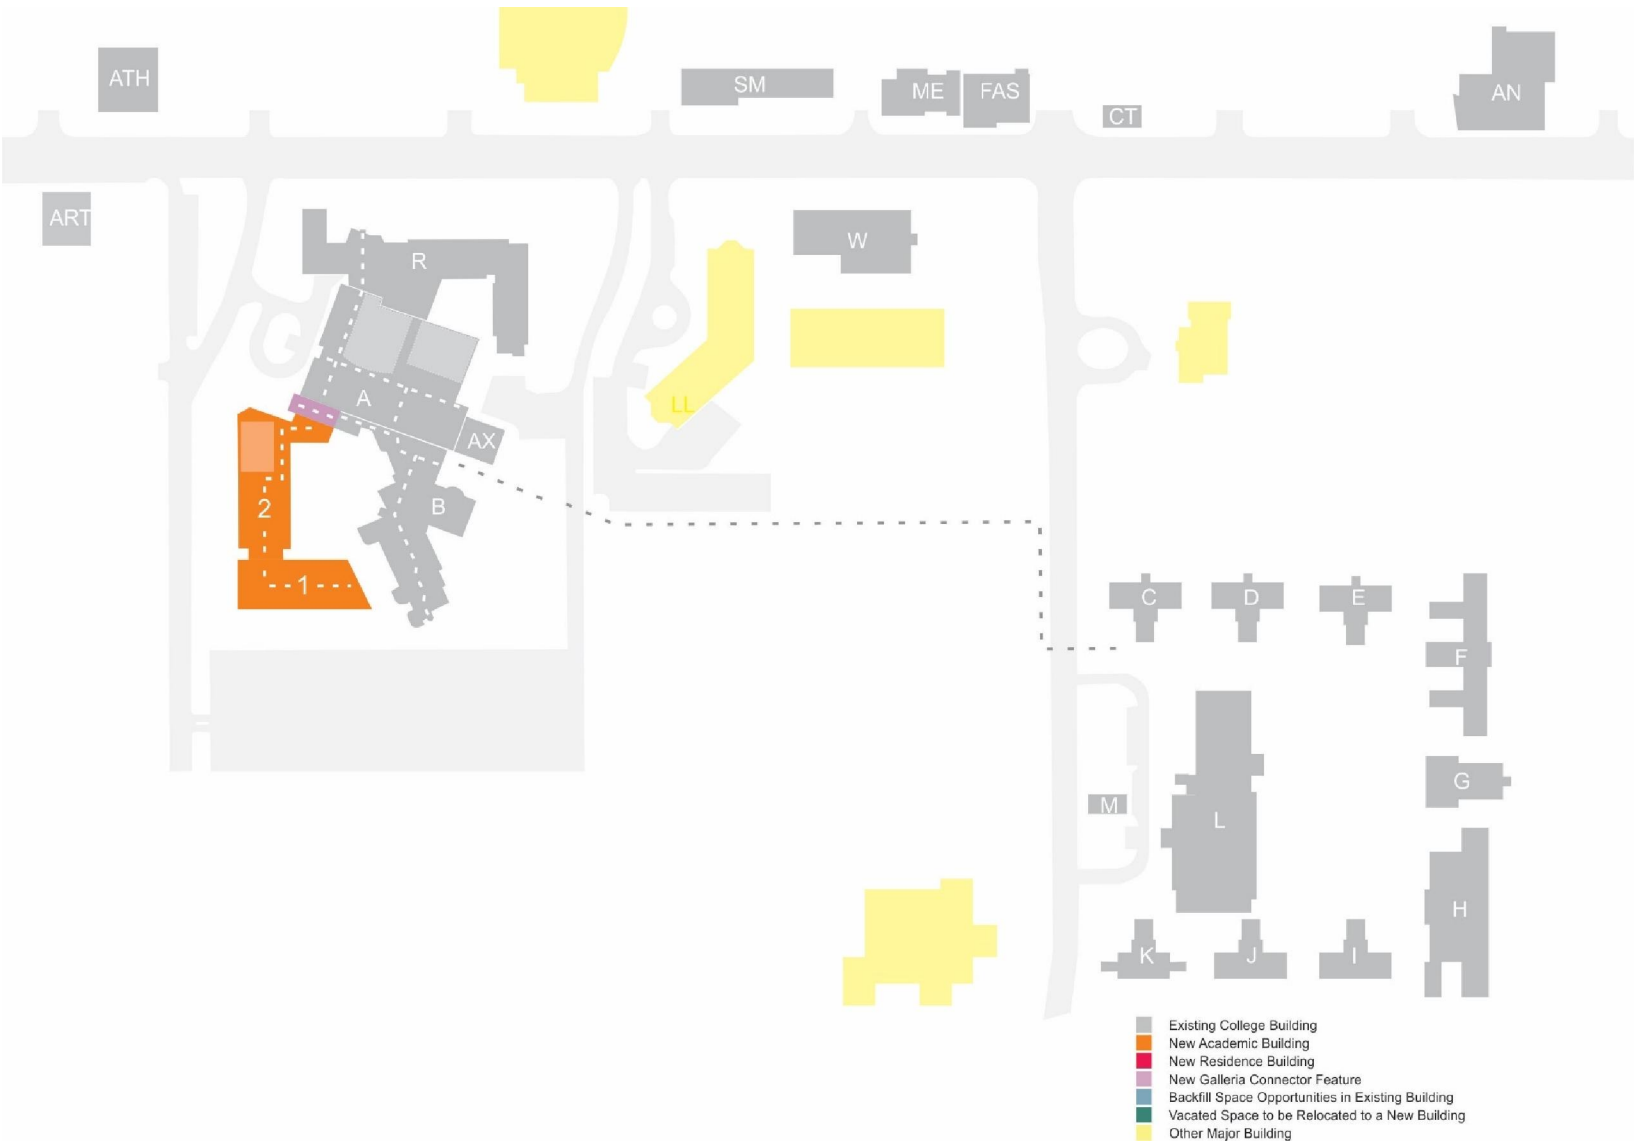 ATH
SM
ME
FAS
CT
AN
ART
R
W
A
LL
AX
2
B
1
C
D
E
F
G
M
L
H
K
J
I
Existing College Building
New Academic Building
New Residence Building
New Galleria Connector Feature
Backfill Space Opportunities in Existing Building
Vacated Space to be Relocated to a New Building
Other Major Building